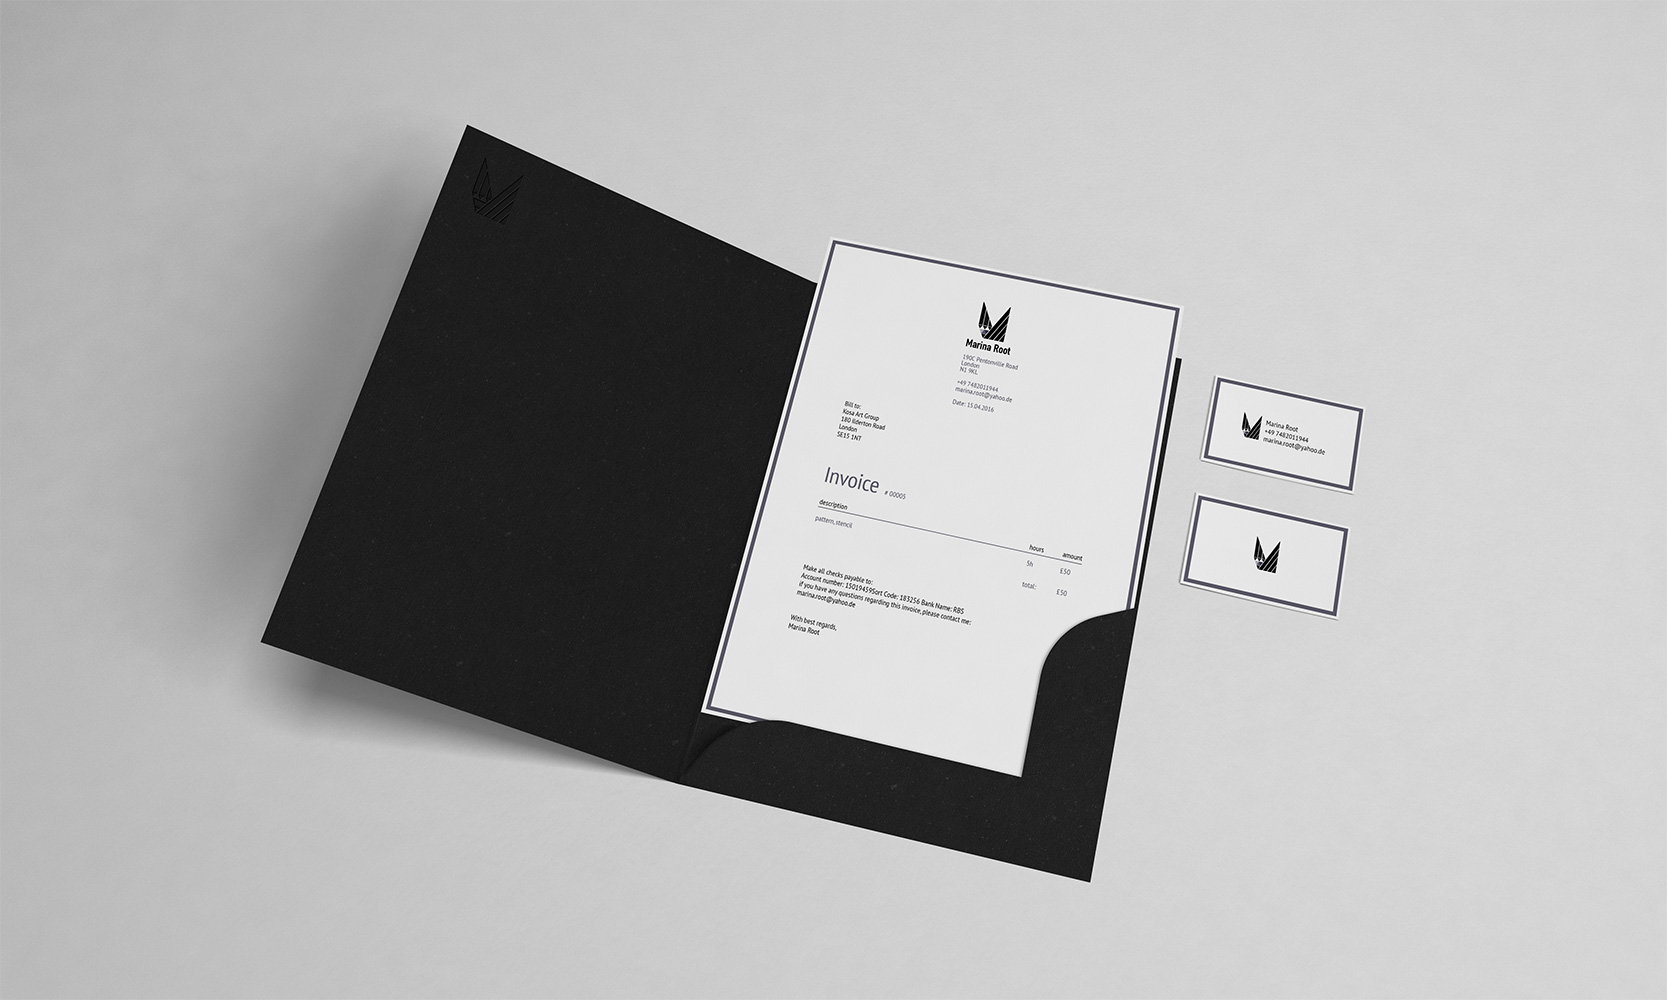 Marina Root
190C Pentonville Road
London
N1 9KL
+49 7482011944
marina.root@yahoo.de
Date: 15.04.2016
Bill to:
Kosa Art Group
180 Ilderton Road
London
SE15 1NT
Invoice # 00005
description hours amount
pattern, stencil 5h £50
total: £50
Make all checks payable to:
Account number: 15019459Sort Code: 183256 Bank Name: RBS
if you have any questions regarding this invoice, please contact me:
marina.root@yahoo.de
With best regards,
Marina Root
Marina Root
+49 7482011944
marina.root@yahoo.de